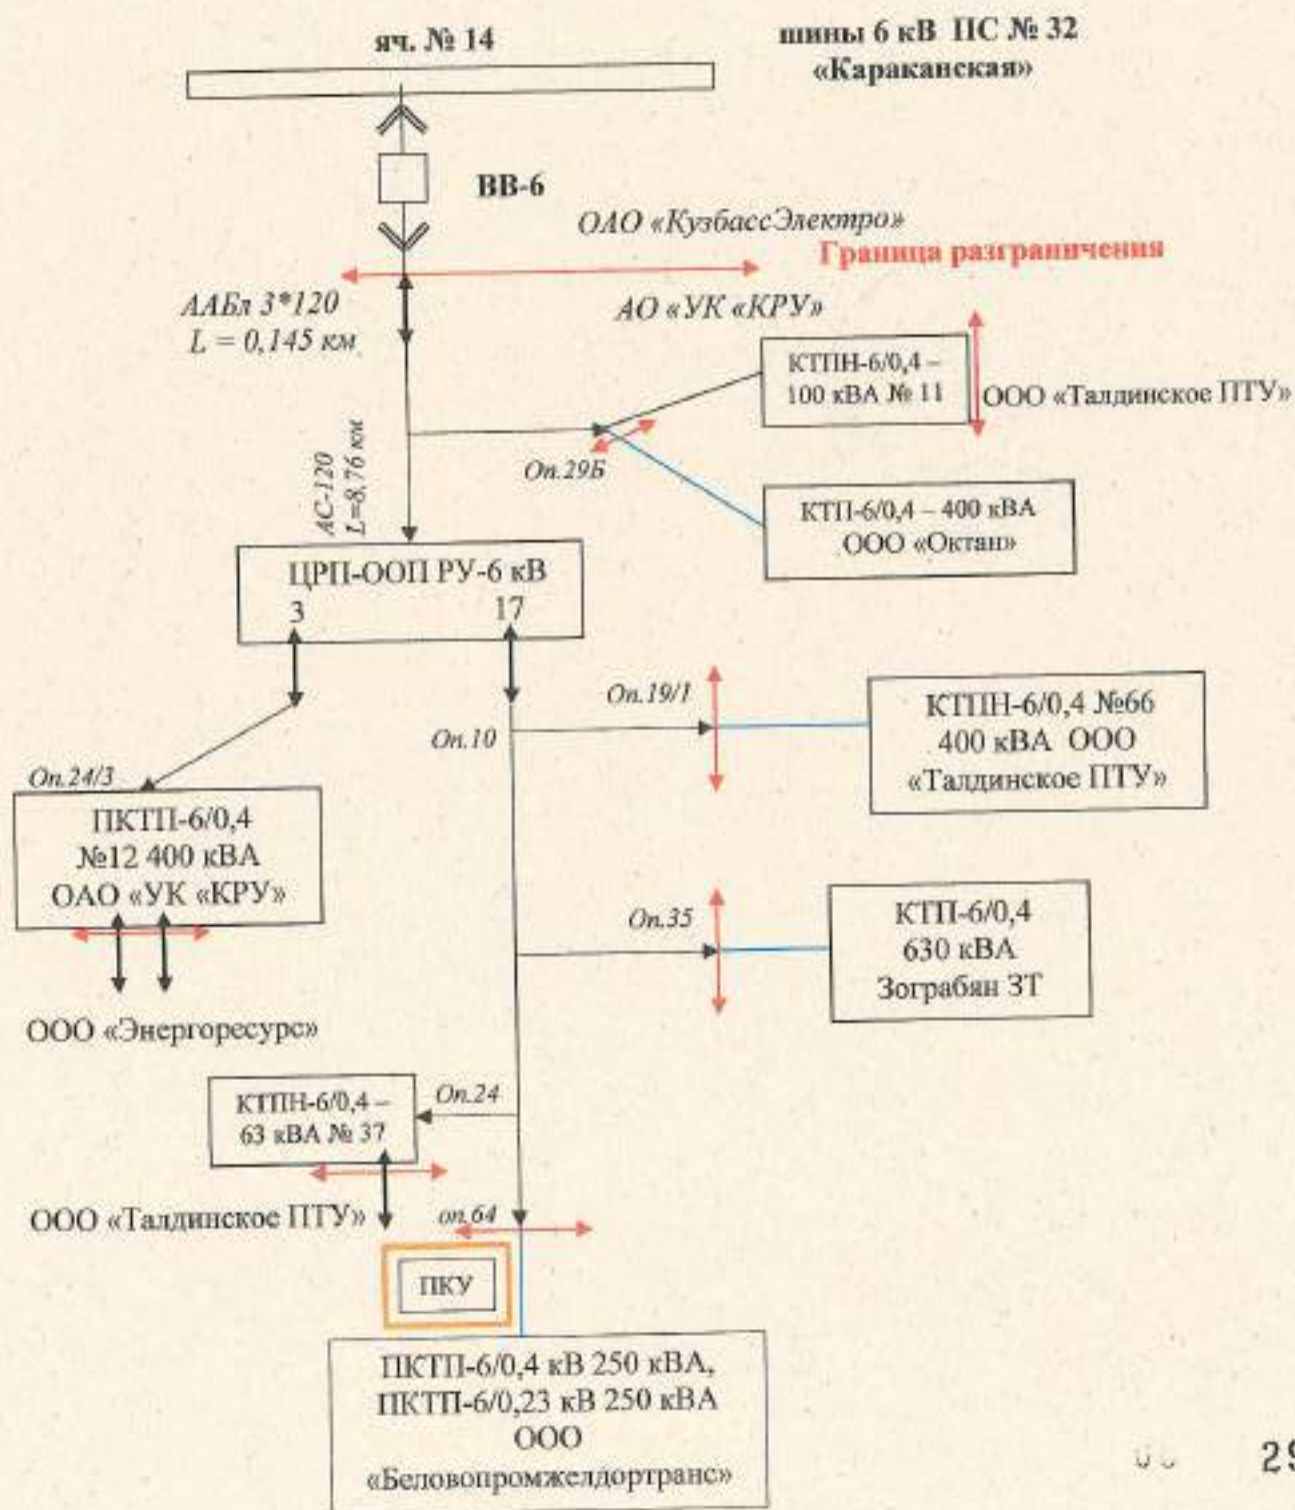 яч. № 14
шины 6 кВ ПС № 32
«Караканская»
ВВ-6
ОАО «КузбассЭлектро»
Граница разграничения
ААБл 3*120
L = 0,145 км
АО «УК «КРУ»
КТПН-6/0,4 –
100 кВА № 11
ООО «Талдинское ПТУ»
АС-120
L=8,76 км
Оп.29Б
КТП-6/0,4 – 400 кВА
ООО «Октан»
ЦРП-ООП РУ-6 кВ
3 17
Оп.19/1
Оп.10
КТПН-6/0,4 №66
400 кВА ООО
«Талдинское ПТУ»
Оп.24/3
ПКТП-6/0,4
№12 400 кВА
ОАО «УК «КРУ»
Оп.35
КТП-6/0,4
630 кВА
Зограбян ЗТ
ООО «Энергоресурс»
КТПН-6/0,4 –
63 кВА № 37
Оп.24
ООО «Талдинское ПТУ»
оп.64
ПКУ
ПКТП-6/0,4 кВ 250 кВА,
ПКТП-6/0,23 кВ 250 кВА
ООО
«Беловопромжелдортранс»
29